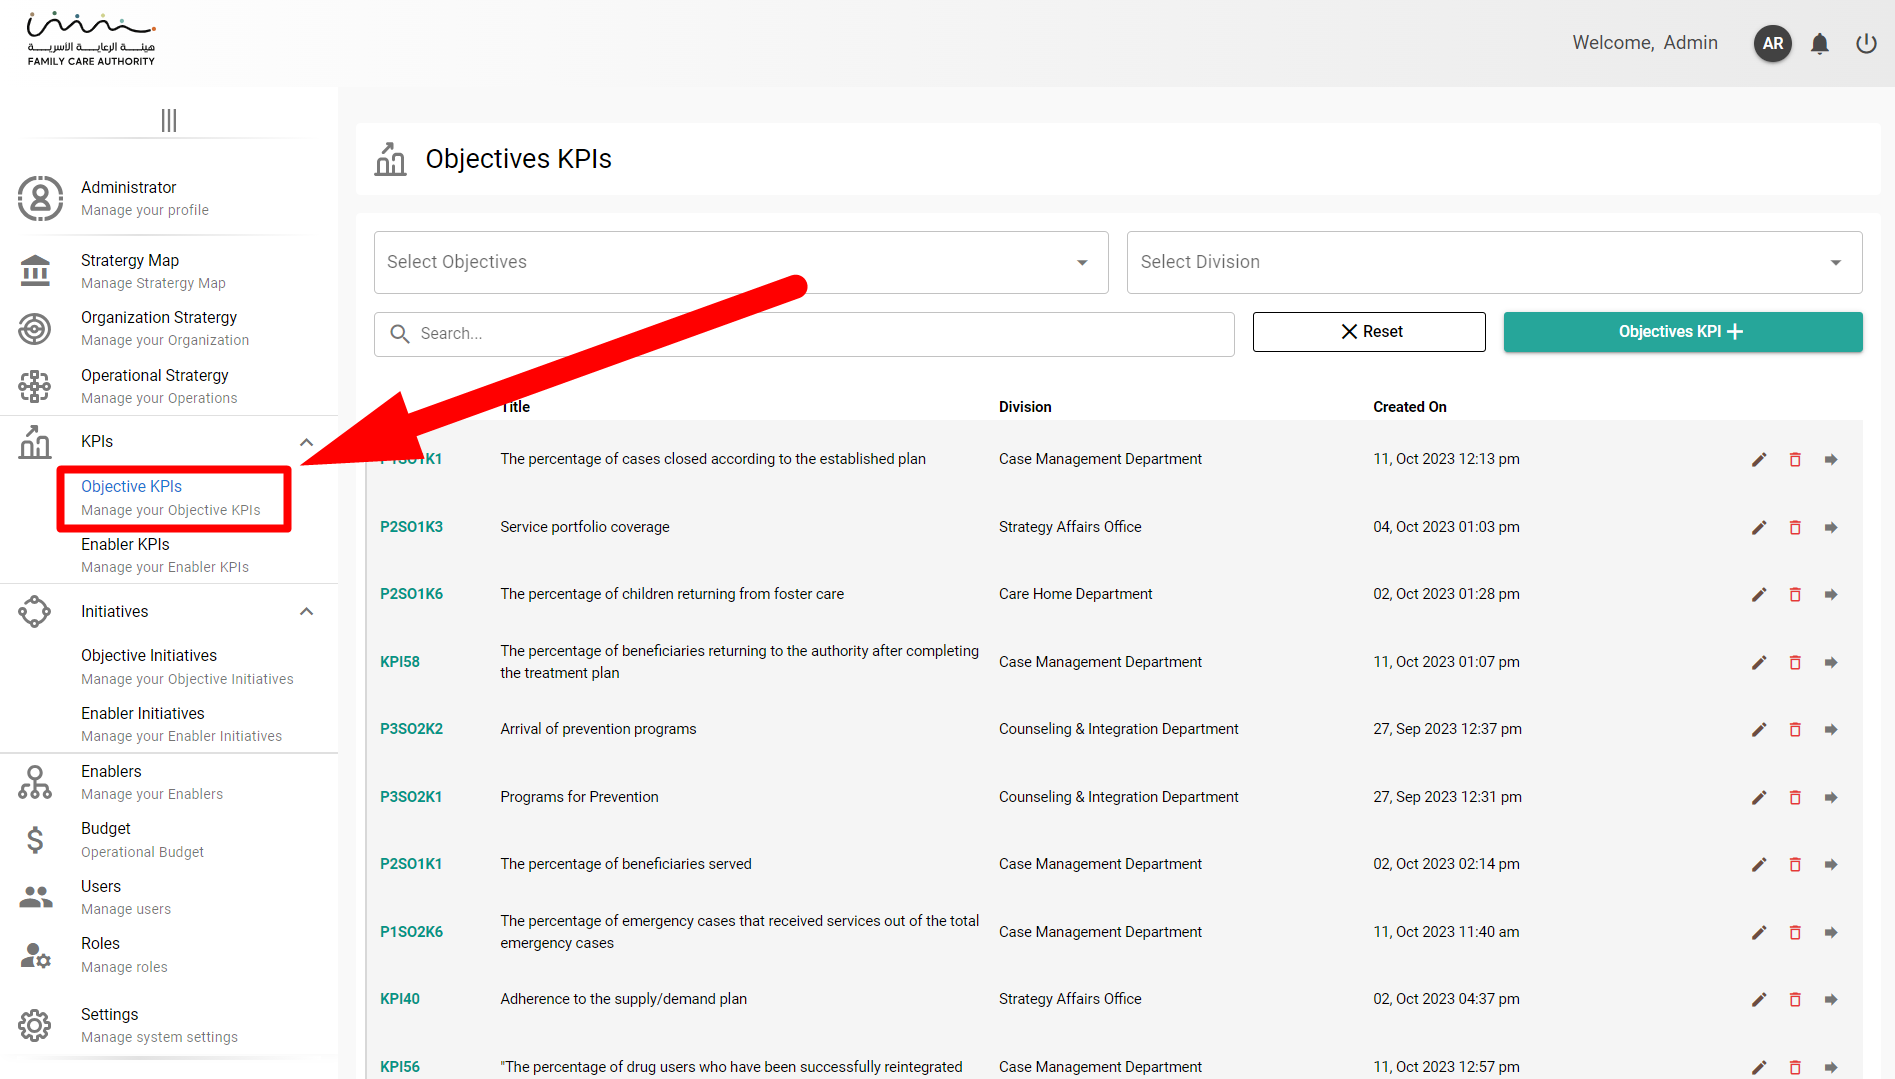 هيئـــة الرعايـــة الأسريـــة
FAMILY CARE AUTHORITY
Welcome, Admin
AR
Administrator
Manage your profile
Stratergy Map
Manage Stratergy Map
Organization Stratergy
Manage your Organization
Operational Stratergy
Manage your Operations
KPIs
Objective KPIs
Manage your Objective KPIs
Enabler KPIs
Manage your Enabler KPIs
Initiatives
Objective Initiatives
Manage your Objective Initiatives
Enabler Initiatives
Manage your Enabler Initiatives
Enablers
Manage your Enablers
Budget
Operational Budget
Users
Manage users
Roles
Manage roles
Settings
Manage system settings
Objectives KPIs
Select Objectives
Select Division
Search...
Reset
Objectives KPI
Title Division Created On
P1SO1K1 The percentage of cases closed according to the established plan Case Management Department 11, Oct 2023 12:13 pm
P2SO1K3 Service portfolio coverage Strategy Affairs Office 04, Oct 2023 01:03 pm
P2SO1K6 The percentage of children returning from foster care Care Home Department 02, Oct 2023 01:28 pm
KPI58 The percentage of beneficiaries returning to the authority after completing
the treatment plan Case Management Department 11, Oct 2023 01:07 pm
P3SO2K2 Arrival of prevention programs Counseling & Integration Department 27, Sep 2023 12:37 pm
P3SO2K1 Programs for Prevention Counseling & Integration Department 27, Sep 2023 12:31 pm
P2SO1K1 The percentage of beneficiaries served Case Management Department 02, Oct 2023 02:14 pm
P1SO2K6 The percentage of emergency cases that received services out of the total
emergency cases Case Management Department 11, Oct 2023 11:40 am
KPI40 Adherence to the supply/demand plan Strategy Affairs Office 02, Oct 2023 04:37 pm
KPI56 "The percentage of drug users who have been successfully reintegrated Case Management Department 11, Oct 2023 12:57 pm